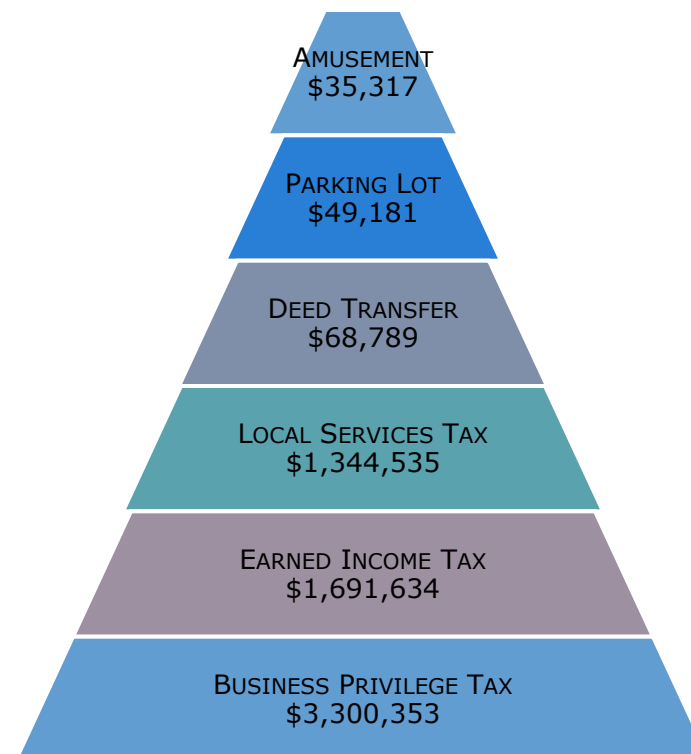 Amusement
$35,317
Parking Lot
$49,181
Deed Transfer
$68,789
Local Services Tax
$1,344,535
Earned Income Tax
$1,691,634
Business Privilege Tax
$3,300,353